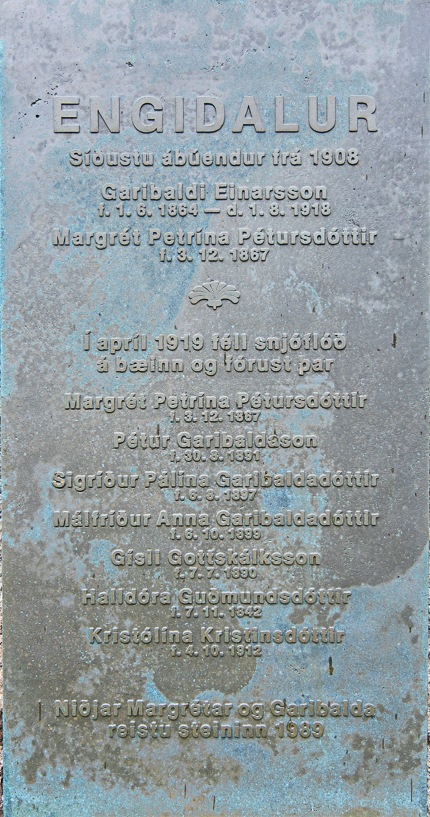 ENGIDALUR
Síðustu ábúendur frá 1908
Garibaldi Einarsson
f. 1. 6. 1864 — d. 1. 8. 1918
Margrét Petrína Pétursdóttir
f. 3. 12. 1867
Í apríl 1919 féll snjóflóð
á bæinn og fórust þar
Margrét Petrína Pétursdóttir
f. 3. 12. 1867
Pétur Garibaldason
f. 30. 3. 1891
Sigríður Pálína Garibaldadóttir
f. 6. 8. 1897
Málfríður Anna Garibaldadóttir
f. 6. 10. 1899
Gísli Gottskálksson
f. 7. 7. 1890
Halldóra Guðmundsdóttir
f. 7. 11. 1842
Kristólína Kristinsdóttir
f. 4. 10. 1912
Niðjar Margrétar og Garibalda
reistu steininn 1989